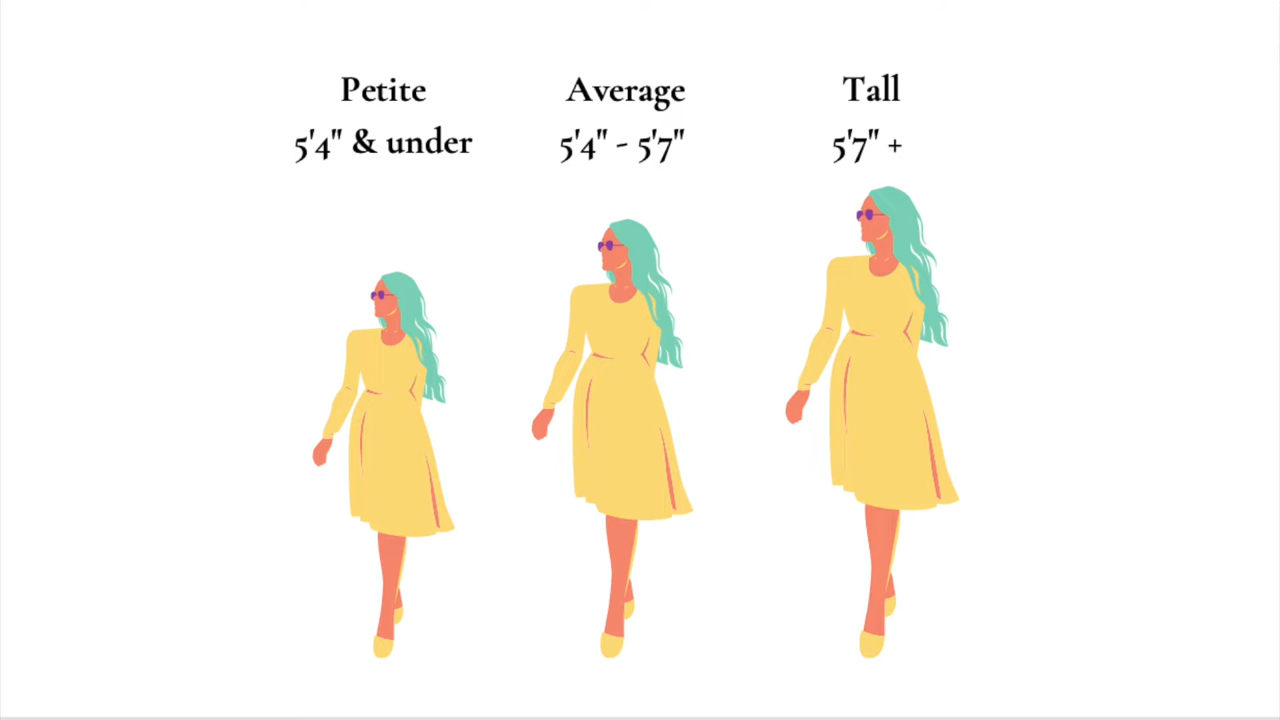 Petite
5'4" & under
Average
5'4" - 5'7"
Tall
5'7" +